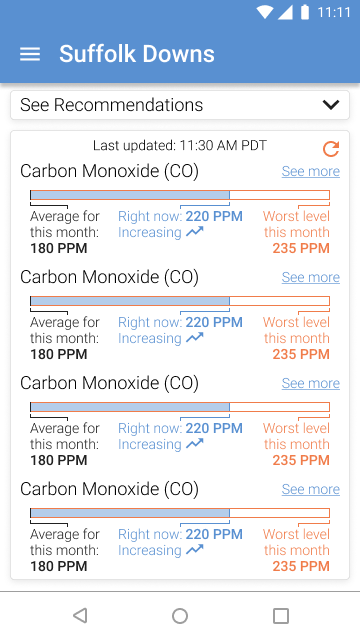 11:11
Suffolk Downs
See Recommendations
Last updated: 11:30 AM PDT
Carbon Monoxide (CO) See more
Average for Right now: 220 PPM Worst level
this month: Increasing this month
180 PPM 235 PPM
Carbon Monoxide (CO) See more
Average for Right now: 220 PPM Worst level
this month: Increasing this month
180 PPM 235 PPM
Carbon Monoxide (CO) See more
Average for Right now: 220 PPM Worst level
this month: Increasing this month
180 PPM 235 PPM
Carbon Monoxide (CO) See more
Average for Right now: 220 PPM Worst level
this month: Increasing this month
180 PPM 235 PPM